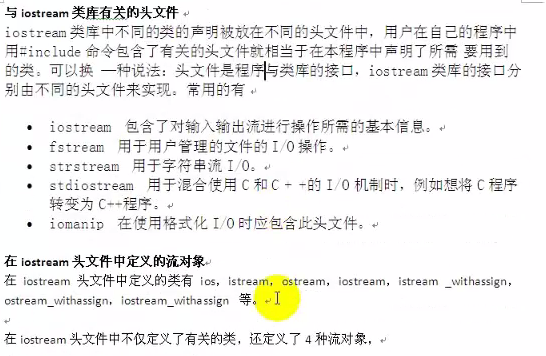 与iostream 类库有关的头文件
iostream 类库中不同的类的声明被放在不同的头文件中，用户在自己的程序中
用#include 命令包含了有关的头文件就相当于在本程序中声明了所需 要用到
的类。可以换 一种说法：头文件是程序与类库的接口，iostream 类库的接口分
别由不同的头文件来实现。常用的有
• iostream 包含了对输入输出流进行操作所需的基本信息。
• fstream 用于用户管理的文件的 I/O 操作。
• strstream 用于字符串流 I/O。
• stdiostream 用于混合使用 C 和 C + +的 I/O 机制时，例如想将 C 程序
转变为 C++程序。
• iomanip 在使用格式化 I/O 时应包含此头文件。
在 iostream 头文件中定义的流对象
在 iostream 头文件中定义的类有 ios，istream，ostream，iostream，istream _withassign，
ostream_withassign，iostream_withassign 等。
在 iostream 头文件中不仅定义了有关的类，还定义了 4 种流对象，